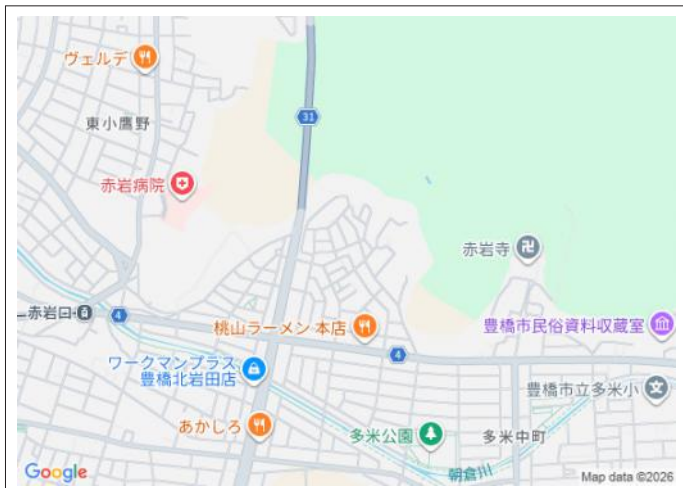 ヴェルデ
31
東小鷹野
赤岩病院
赤岩寺
赤岩口
4
桃山ラーメン 本店
豊橋市民俗資料収蔵室
4
ワークマンプラス
豊橋北岩田店
豊橋市立多米小
あかしろ
多米公園
多米中町
朝倉川
Google
Map data ©2026